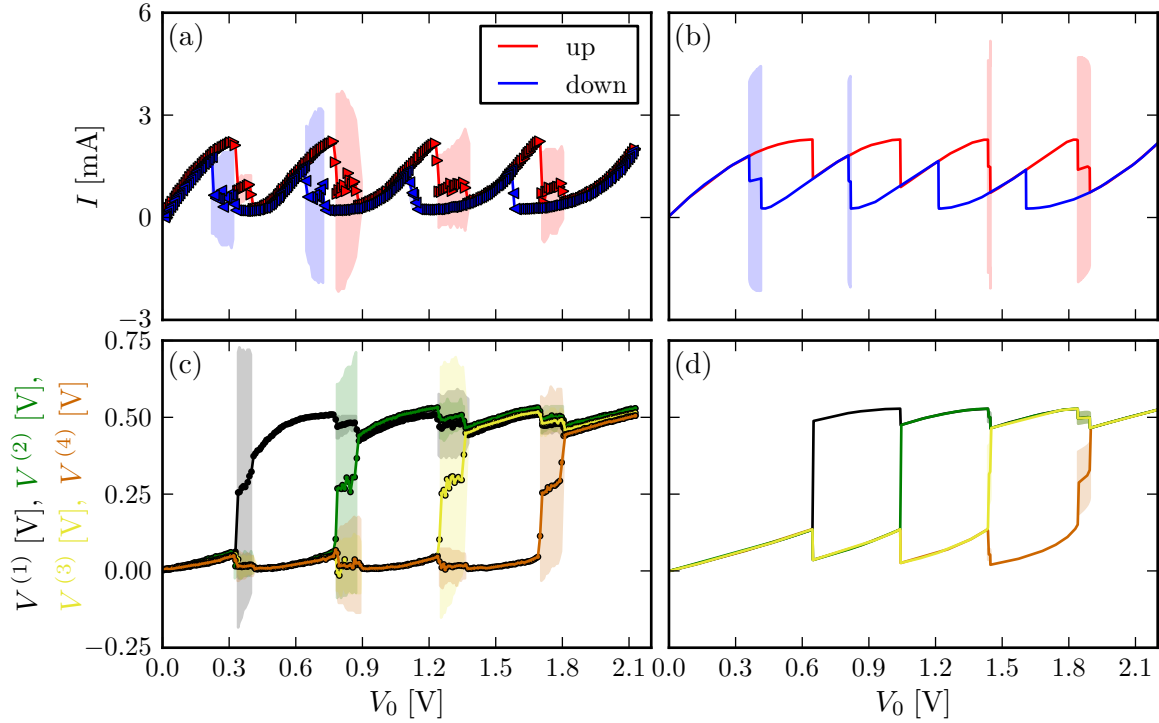 (a)
up
down
(b)
6
3
0
−3
I [mA]
(c)
(d)
0.75
0.50
0.25
0.00
−0.25
V⁽¹⁾ [V], V⁽²⁾ [V],
V⁽³⁾ [V], V⁽⁴⁾ [V]
0.0 0.3 0.6 0.9 1.2 1.5 1.8 2.1
0.0 0.3 0.6 0.9 1.2 1.5 1.8 2.1
V₀ [V]
V₀ [V]